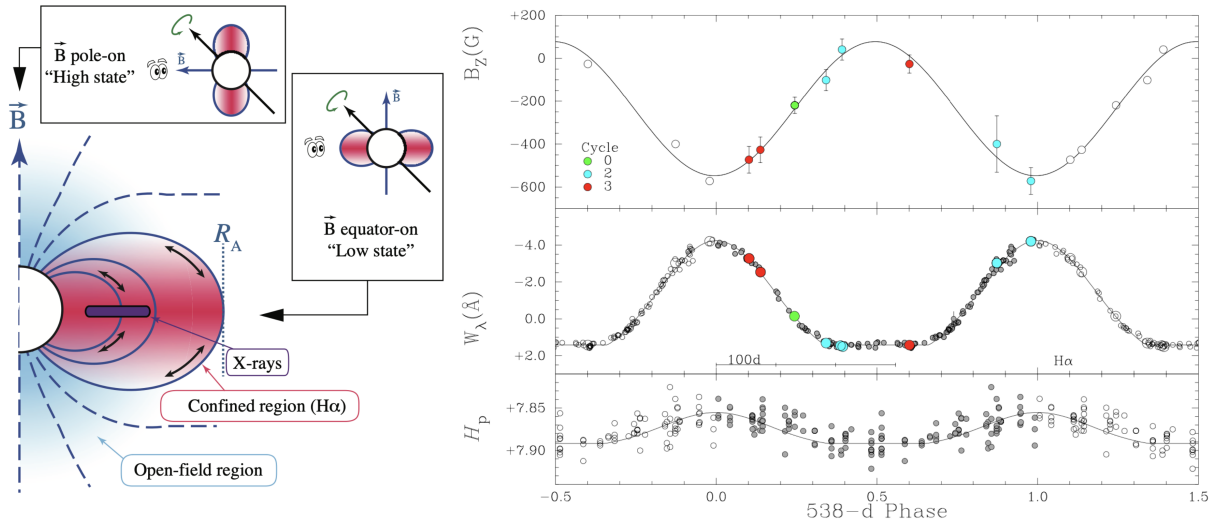 B⃗ pole-on
“High state”
B⃗
B⃗
B⃗
B⃗ equator-on
“Low state”
R_A
X-rays
Confined region (Hα)
Open-field region
+200
0
−200
−400
−600
B_Z(G)
Cycle
0
2
3
−4.0
−2.0
0.0
+2.0
W_λ(Å)
100d
Hα
+7.85
+7.90
H_p
−0.5
0.0
0.5
1.0
1.5
538−d Phase